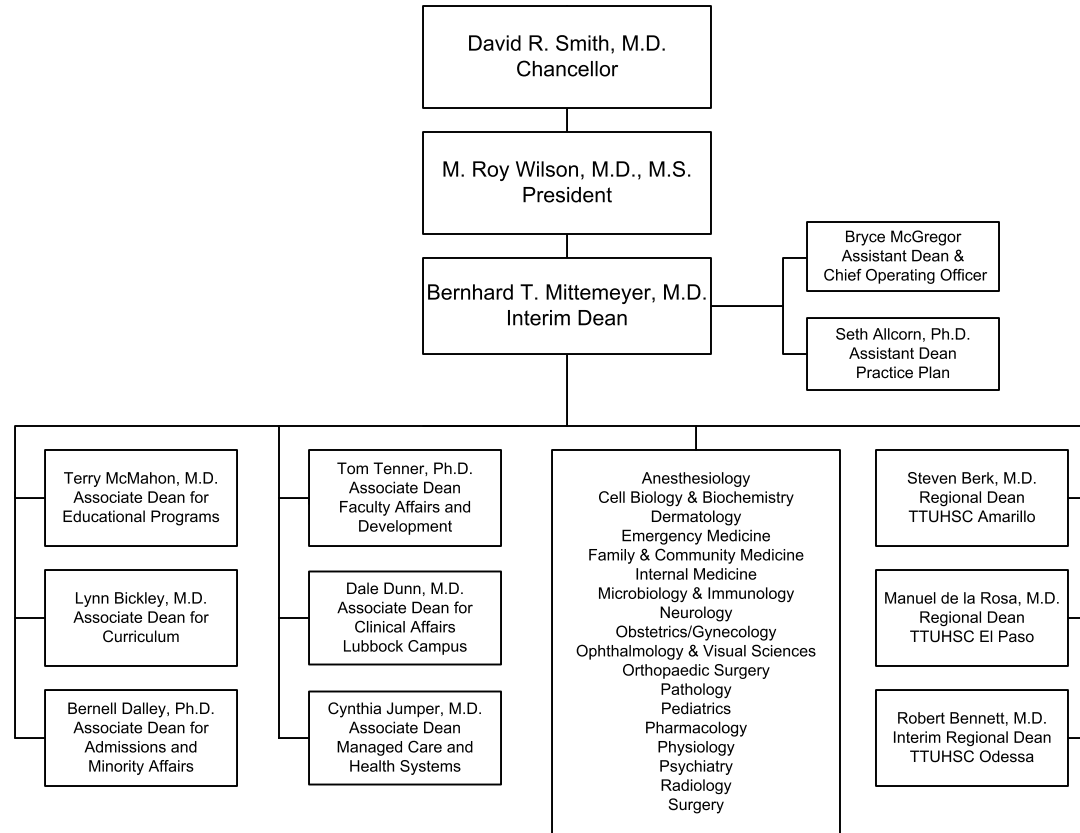 David R. Smith, M.D.
Chancellor
M. Roy Wilson, M.D., M.S.
President
Bernhard T. Mittemeyer, M.D.
Interim Dean
Bryce McGregor
Assistant Dean &
Chief Operating Officer
Seth Allcorn, Ph.D.
Assistant Dean
Practice Plan
Terry McMahon, M.D.
Associate Dean for
Educational Programs
Lynn Bickley, M.D.
Associate Dean for
Curriculum
Bernell Dalley, Ph.D.
Associate Dean for
Admissions and
Minority Affairs
Tom Tenner, Ph.D.
Associate Dean
Faculty Affairs and
Development
Dale Dunn, M.D.
Associate Dean for
Clinical Affairs
Lubbock Campus
Cynthia Jumper, M.D.
Associate Dean
Managed Care and
Health Systems
Anesthesiology
Cell Biology & Biochemistry
Dermatology
Emergency Medicine
Family & Community Medicine
Internal Medicine
Microbiology & Immunology
Neurology
Obstetrics/Gynecology
Ophthalmology & Visual Sciences
Orthopaedic Surgery
Pathology
Pediatrics
Pharmacology
Physiology
Psychiatry
Radiology
Surgery
Steven Berk, M.D.
Regional Dean
TTUHSC Amarillo
Manuel de la Rosa, M.D.
Regional Dean
TTUHSC El Paso
Robert Bennett, M.D.
Interim Regional Dean
TTUHSC Odessa